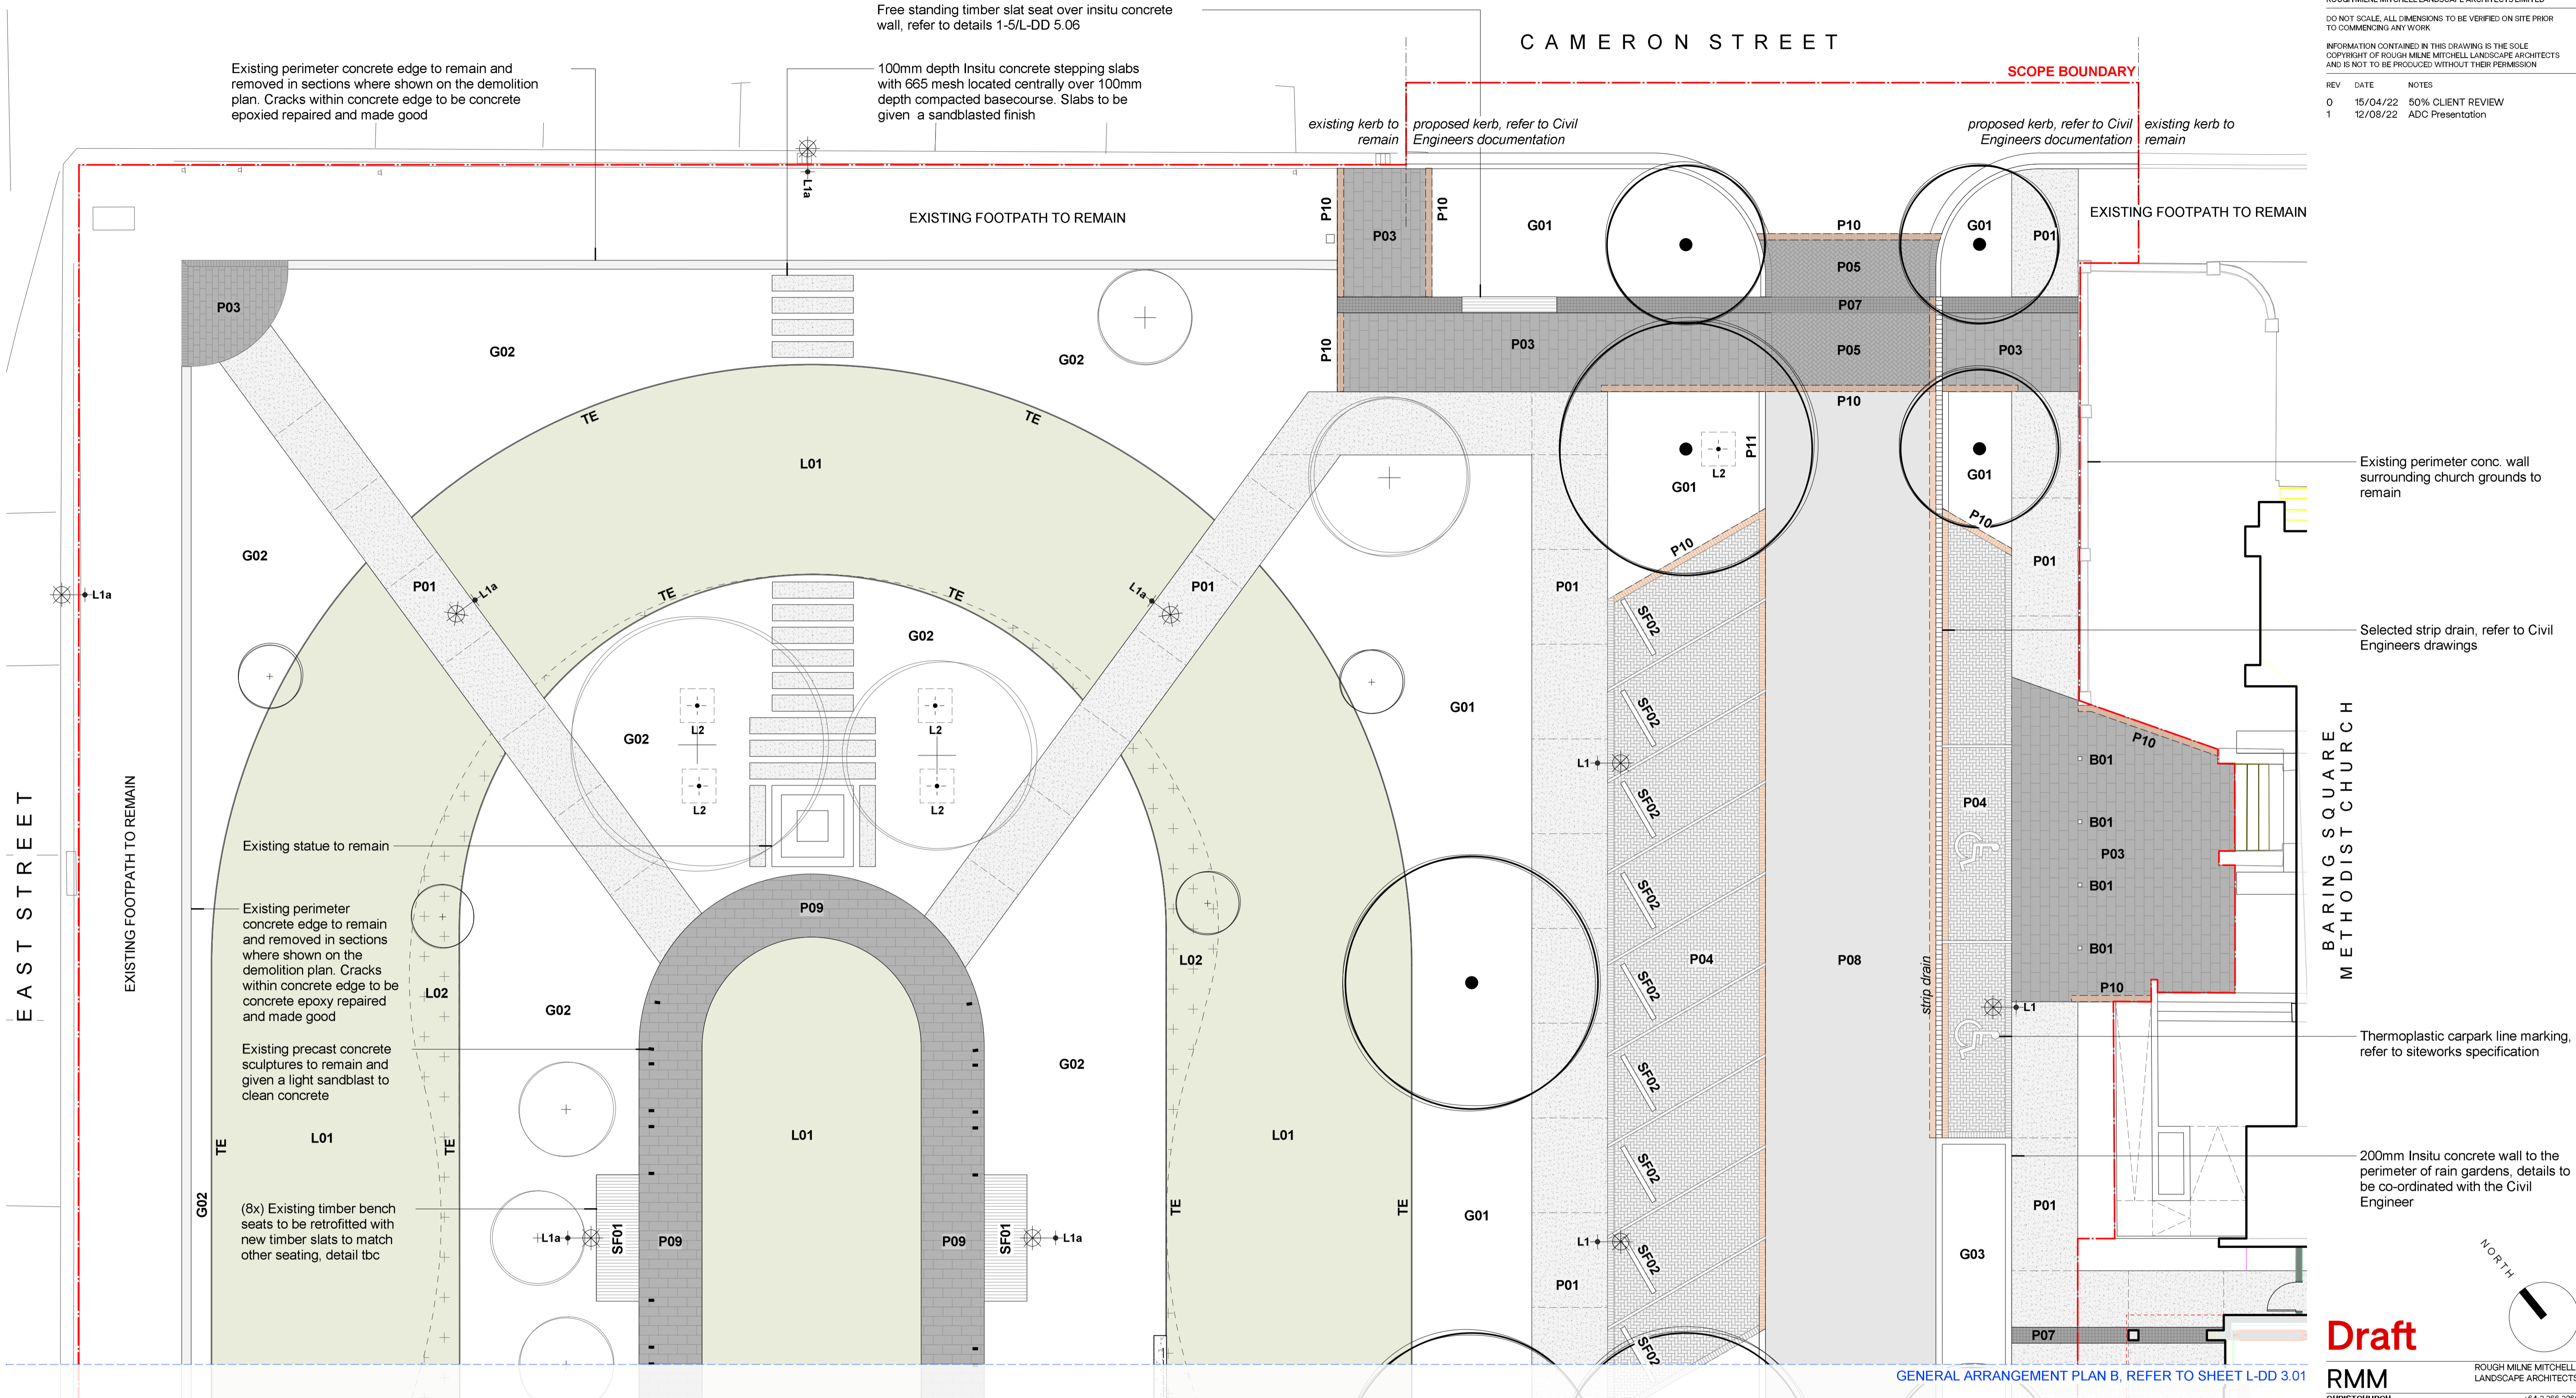 Free standing timber slat seat over insitu concrete
wall, refer to details 1-5/L-DD 5.06
CAMERON STREET
DO NOT SCALE, ALL DIMENSIONS TO BE VERIFIED ON SITE PRIOR
TO COMMENCING ANY WORK
INFORMATION CONTAINED IN THIS DRAWING IS THE SOLE
COPYRIGHT OF ROUGH MILNE MITCHELL LANDSCAPE ARCHITECTS
AND IS NOT TO BE PRODUCED WITHOUT THEIR PERMISSION
REV DATE NOTES
0 15/04/22 50% CLIENT REVIEW
1 12/08/22 ADC Presentation
SCOPE BOUNDARY
Existing perimeter concrete edge to remain and
removed in sections where shown on the demolition
plan. Cracks within concrete edge to be concrete
epoxied repaired and made good
100mm depth Insitu concrete stepping slabs
with 665 mesh located centrally over 100mm
depth compacted basecourse. Slabs to be
given a sandblasted finish
existing kerb to
remain
proposed kerb, refer to Civil
Engineers documentation
proposed kerb, refer to Civil
Engineers documentation
existing kerb to
remain
L1a
EXISTING FOOTPATH TO REMAIN
P10
P03
P10
G01
P10
G01
P01
EXISTING FOOTPATH TO REMAIN
P05
P07
P03
G02
G02
P10
P03
P05
P03
P10
TE
TE
L01
P11
L2
G01
G01
P10
P10
Existing perimeter conc. wall
surrounding church grounds to
remain
G02
L1a
P01
L1a
TE
TE
L1a
P01
P01
P01
G02
SF02
Selected strip drain, refer to Civil
Engineers drawings
L2
G02
L2
G01
SF02
L1
P10
B01
SF02
L2
L2
P04
B01
P03
Existing statue to remain
B01
SF02
EAST STREET
EXISTING FOOTPATH TO REMAIN
BARING SQUARE
METHODIST CHURCH
Existing perimeter
concrete edge to remain
and removed in sections
where shown on the
demolition plan. Cracks
within concrete edge to be
concrete epoxy repaired
and made good
P09
B01
L02
P04
P08
strip drain
SF02
P10
L02
G02
L1
Existing precast concrete
sculptures to remain and
given a light sandblast to
clean concrete
G02
SF02
Thermoplastic carpark line marking,
refer to siteworks specification
L01
TE
TE
L01
L01
SF02
200mm Insitu concrete wall to the
perimeter of rain gardens, details to
be co-ordinated with the Civil
Engineer
G02
TE
TE
G01
P01
(8x) Existing timber bench
seats to be retrofitted with
new timber slats to match
other seating, detail tbc
L1a
SF01
P09
P09
SF01
L1a
L1
SF02
G03
P01
NORTH
SF02
P07
Draft
GENERAL ARRANGEMENT PLAN B, REFER TO SHEET L-DD 3.01
RMM
ROUGH MILNE MITCHELL